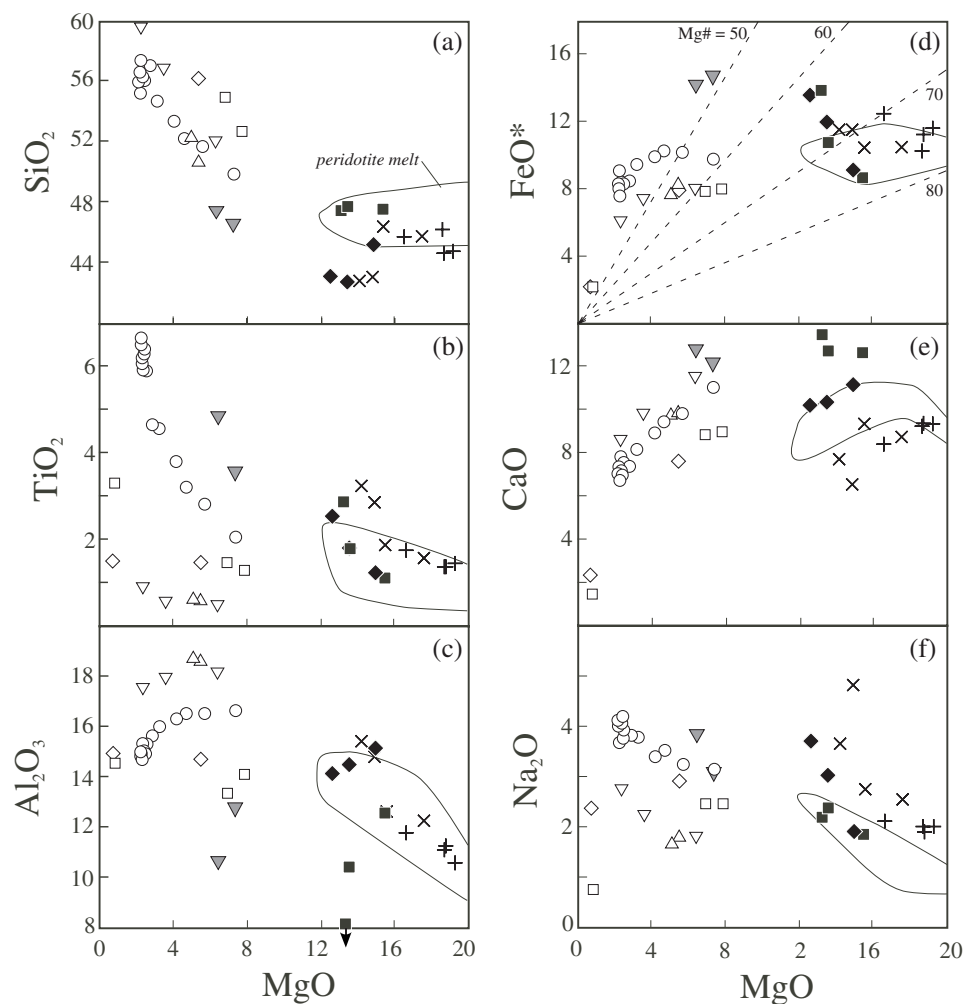 60
56
52
48
44
SiO2
(a)
peridotite melt
6
4
2
TiO2
(b)
18
16
14
12
10
8
Al2O3
(c)
0 4 8 12 16 20
MgO
16
12
8
4
FeO*
(d)
Mg# = 50
60
70
80
12
8
4
CaO
(e)
4
2
0
Na2O
(f)
4 8 2 16 20
MgO